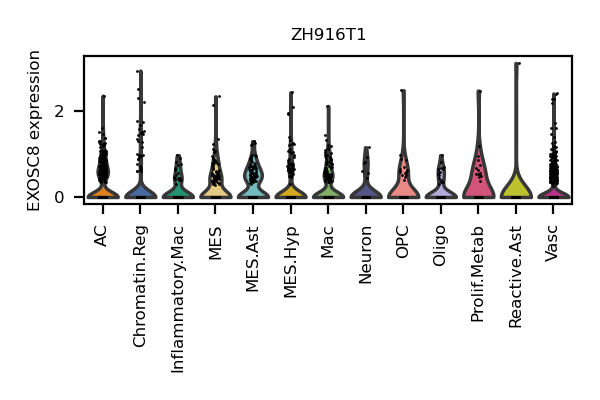 ZH916T1
EXOSC8 expression
2
0
AC
Chromatin.Reg
Inflammatory.Mac
MES
MES.Ast
MES.Hyp
Mac
Neuron
OPC
Oligo
Prolif.Metab
Reactive.Ast
Vasc